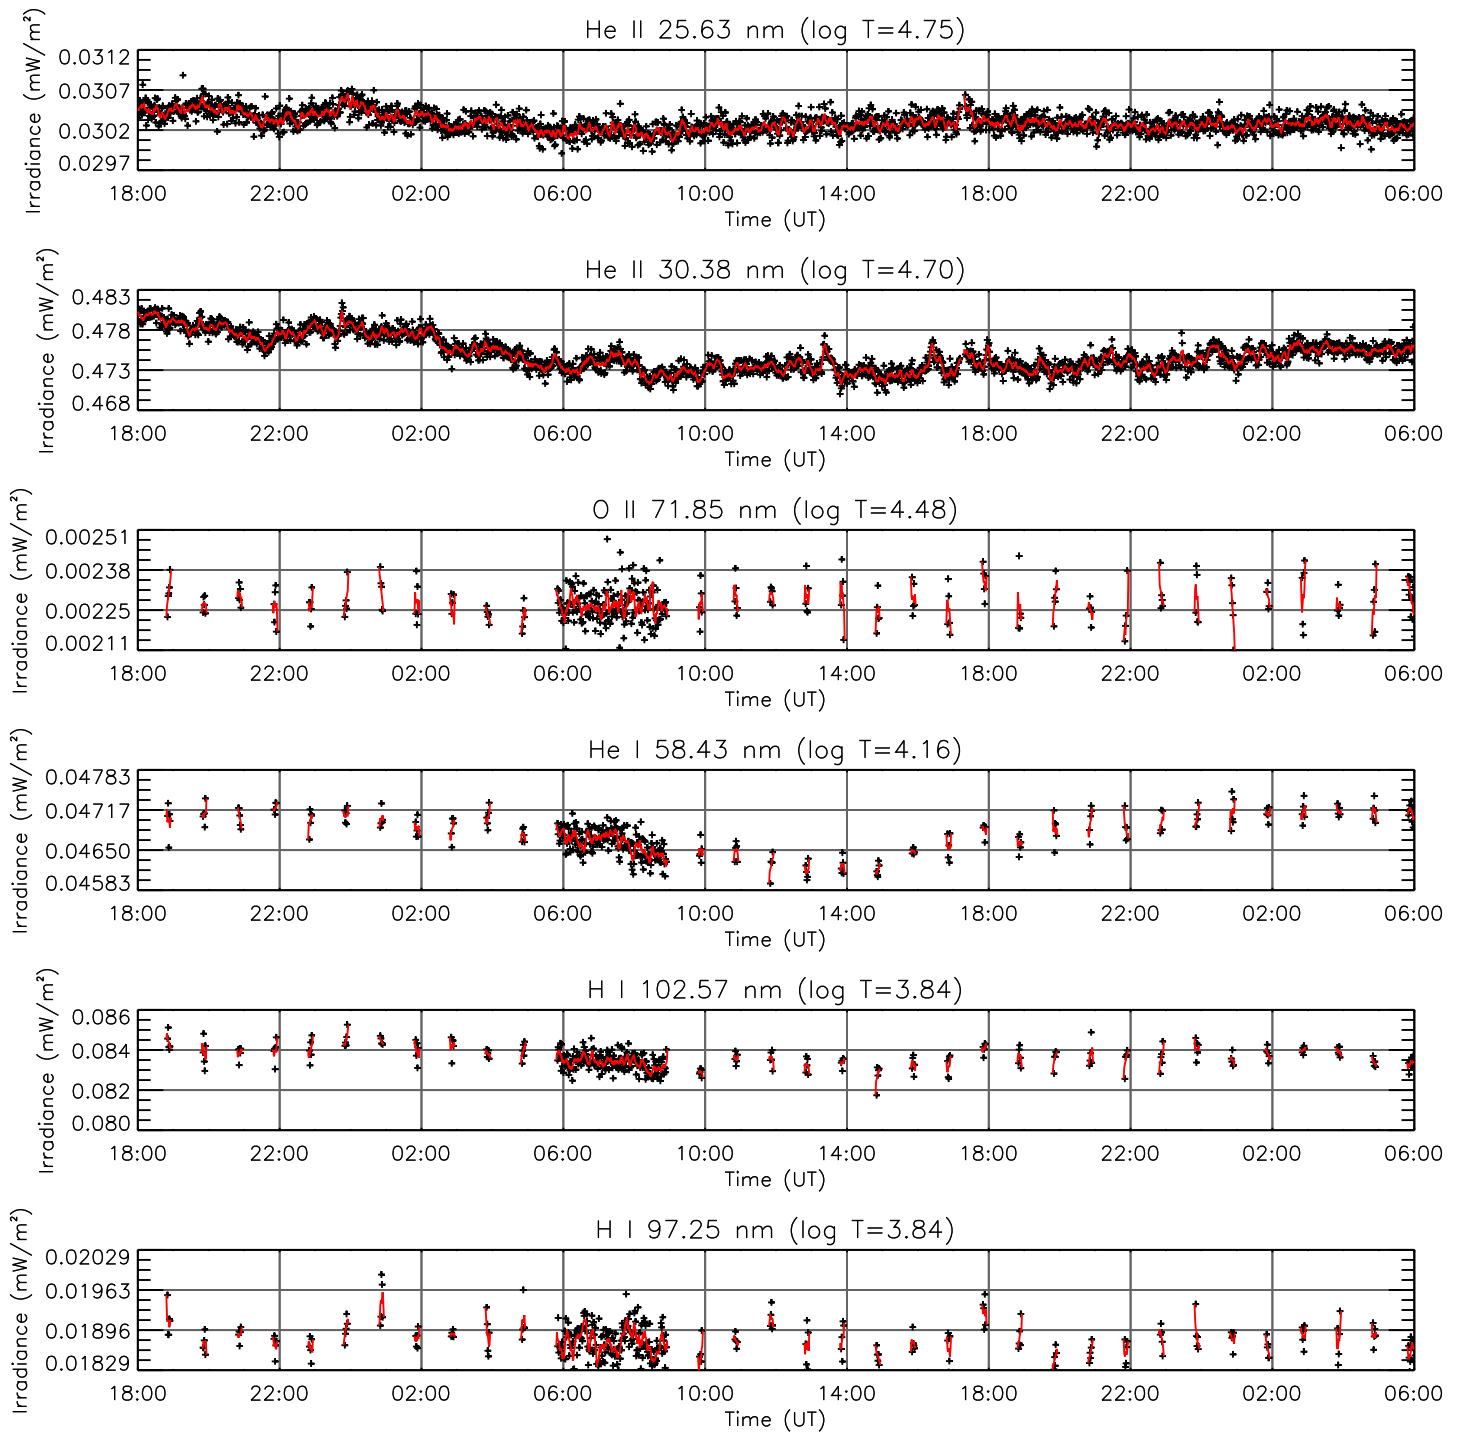 He II 25.63 nm (log T=4.75)
Irradiance (mW/m²)
0.0312
0.0307
0.0302
0.0297
18:00 22:00 02:00 06:00 10:00 14:00 18:00 22:00 02:00 06:00
Time (UT)
He II 30.38 nm (log T=4.70)
Irradiance (mW/m²)
0.483
0.478
0.473
0.468
18:00 22:00 02:00 06:00 10:00 14:00 18:00 22:00 02:00 06:00
Time (UT)
O II 71.85 nm (log T=4.48)
Irradiance (mW/m²)
0.00251
0.00238
0.00225
0.00211
18:00 22:00 02:00 06:00 10:00 14:00 18:00 22:00 02:00 06:00
Time (UT)
He I 58.43 nm (log T=4.16)
Irradiance (mW/m²)
0.04783
0.04717
0.04650
0.04583
18:00 22:00 02:00 06:00 10:00 14:00 18:00 22:00 02:00 06:00
Time (UT)
H I 102.57 nm (log T=3.84)
Irradiance (mW/m²)
0.086
0.084
0.082
0.080
18:00 22:00 02:00 06:00 10:00 14:00 18:00 22:00 02:00 06:00
Time (UT)
H I 97.25 nm (log T=3.84)
Irradiance (mW/m²)
0.02029
0.01963
0.01896
0.01829
18:00 22:00 02:00 06:00 10:00 14:00 18:00 22:00 02:00 06:00
Time (UT)